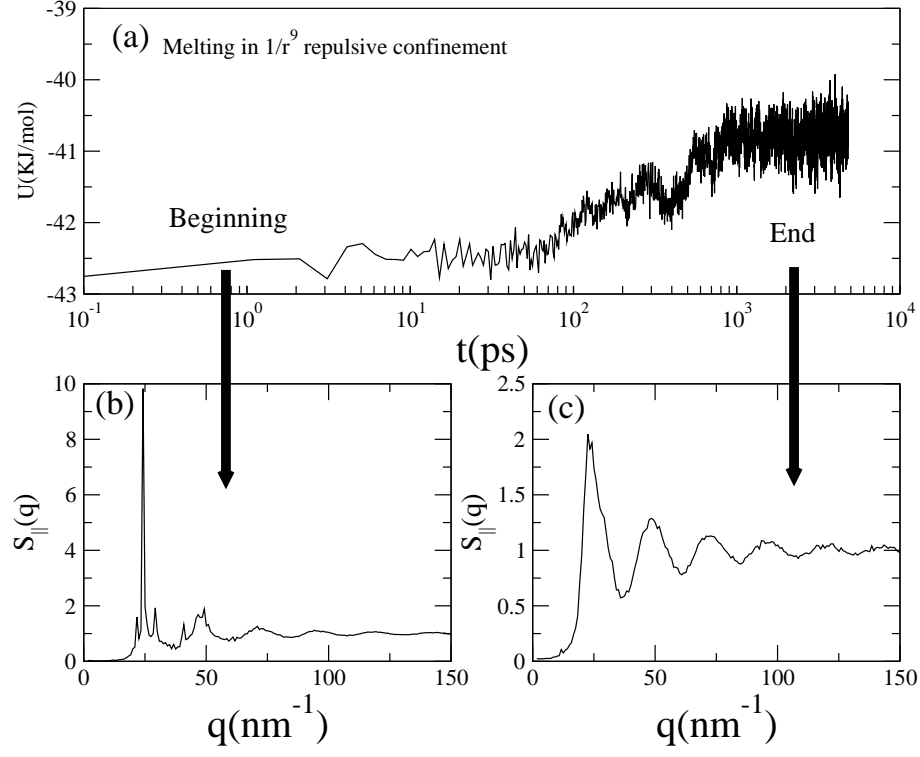 -39
(a) Melting in 1/r^9 repulsive confinement
-40
-41
U(KJ/mol)
-42
Beginning
End
-43
10^-1 10^0 10^1 10^2 10^3 10^4
t(ps)
10
(b)
8
6
4
2
0
S_||(q)
0 50 100 150
q(nm^-1)
2.5
(c)
2
1.5
1
0.5
0
S_||(q)
0 50 100 150
q(nm^-1)